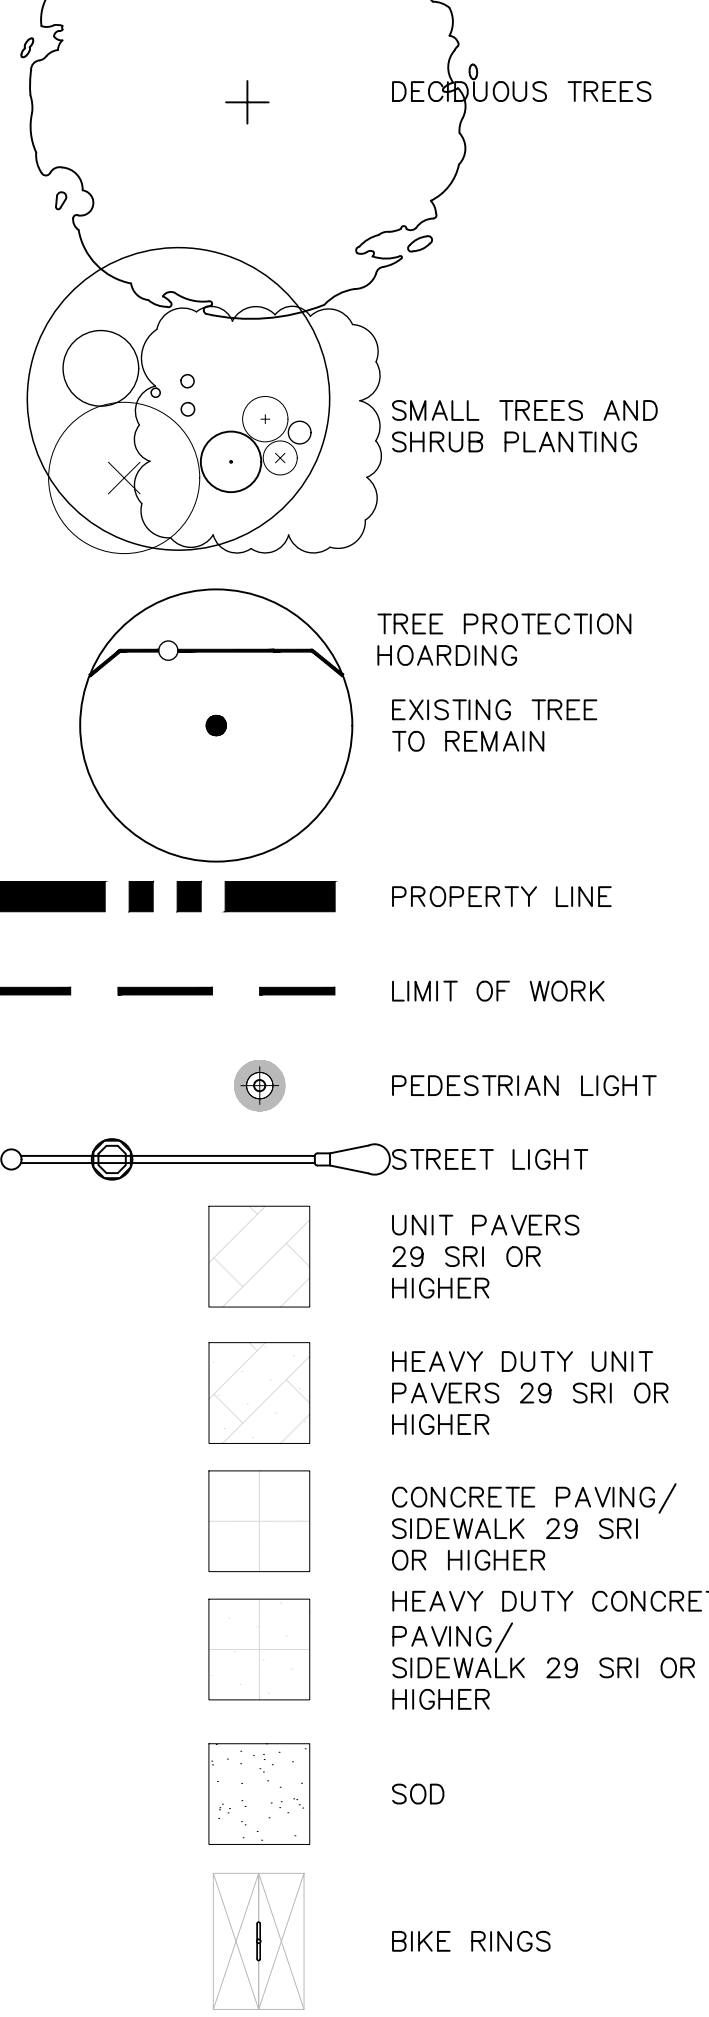 DECIDUOUS TREES
SMALL TREES AND
SHRUB PLANTING
TREE PROTECTION
HOARDING
EXISTING TREE
TO REMAIN
PROPERTY LINE
LIMIT OF WORK
PEDESTRIAN LIGHT
STREET LIGHT
UNIT PAVERS
29 SRI OR
HIGHER
HEAVY DUTY UNIT
PAVERS 29 SRI OR
HIGHER
CONCRETE PAVING/
SIDEWALK 29 SRI
OR HIGHER
HEAVY DUTY CONCRET
PAVING/
SIDEWALK 29 SRI OR
HIGHER
SOD
BIKE RINGS